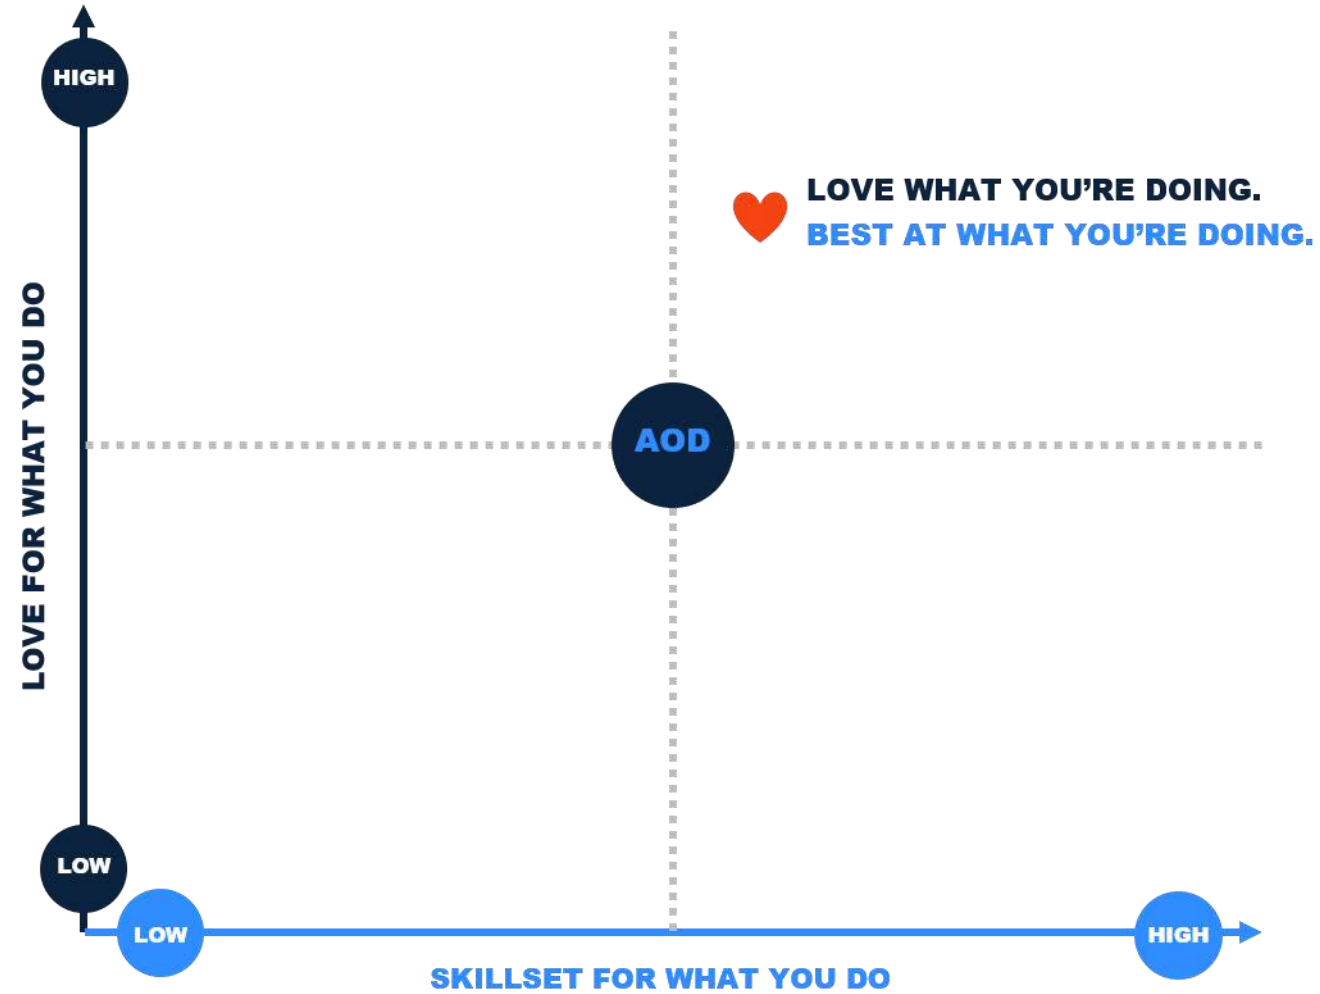 HIGH
LOVE WHAT YOU’RE DOING.
BEST AT WHAT YOU’RE DOING.
LOVE FOR WHAT YOU DO
AOD
LOW
LOW
HIGH
SKILLSET FOR WHAT YOU DO